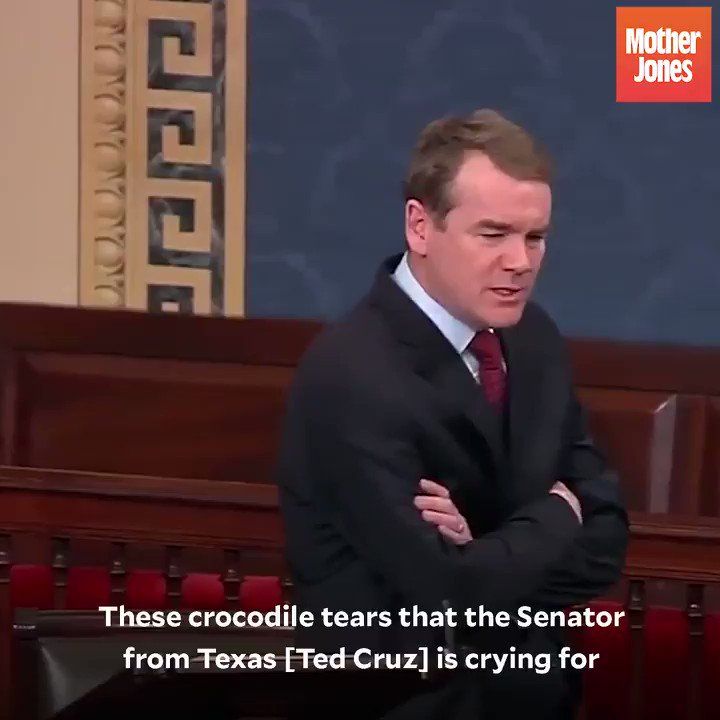 Mother
Jones
These crocodile tears that the Senator
from Texas [Ted Cruz] is crying for